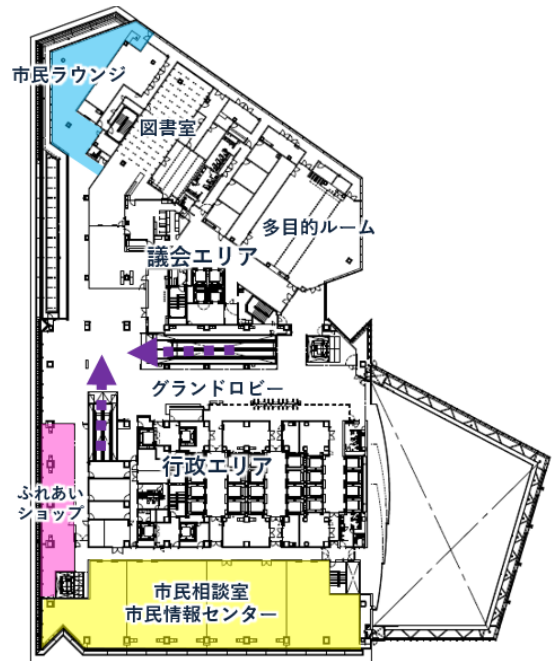 市民ラウンジ
図書室
多目的ルーム
議会エリア
グランドロビー
行政エリア
ふれあい
ショップ
市民相談室
市民情報センター